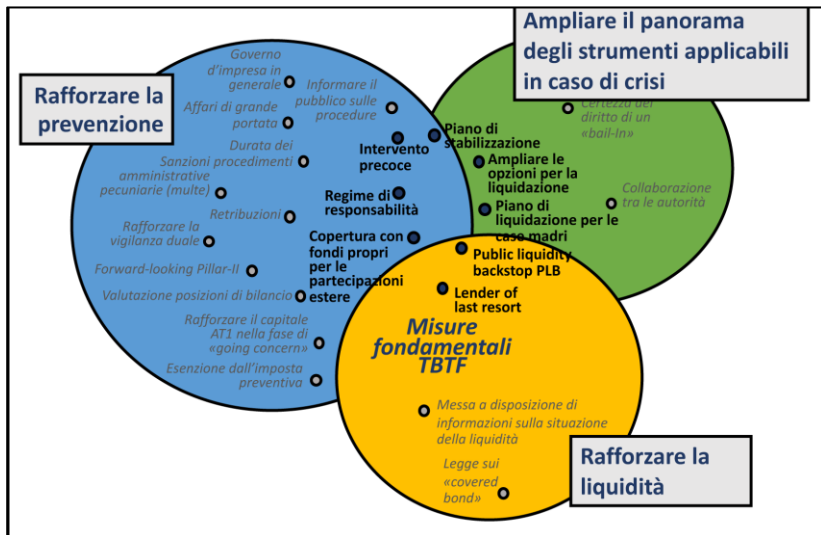 Ampliare il panorama
degli strumenti applicabili
in caso di crisi
Rafforzare la
prevenzione
Governo
d'impresa in
generale
Informare il
pubblico sulle
procedure
Affari di grande
portata
Durata dei
Sanzioni procedimenti
amministrative
pecuniarie (multe)
Retribuzioni
Rafforzare la
vigilanza duale
Forward-looking Pillar-II
Valutazione posizioni di bilancio
Rafforzare il capitale
AT1 nella fase di
«going concern»
Esenzione dall'imposta
preventiva
Intervento
precoce
Regime di
responsabilità
Copertura con
fondi propri
per le
partecipazioni
estere
Piano di
stabilizzazione
Ampliare le
opzioni per la
liquidazione
Piano di
liquidazione per le
case madri
Certezza del
diritto di un
«bail-In»
Collaborazione
tra le autorità
Public liquidity
backstop PLB
Lender of
last resort
Misure
fondamentali
TBTF
Messa a disposizione di
informazioni sulla situazione
della liquidità
Legge sui
«covered
bond»
Rafforzare la
liquidità